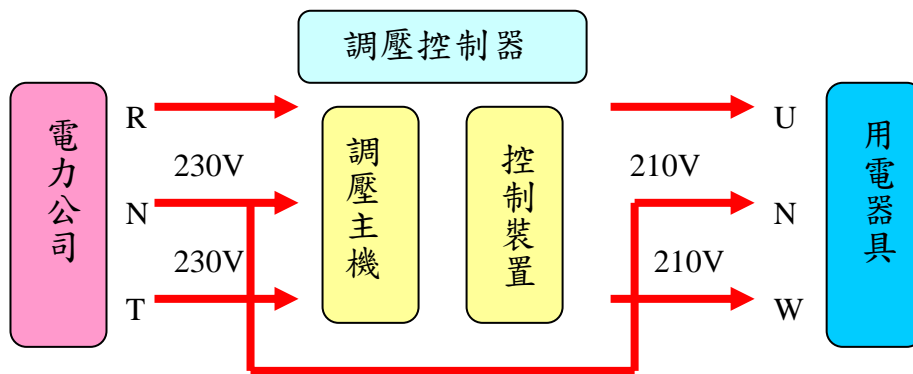 調壓控制器
電力公司
R
230V
N
230V
T
調壓主機
控制裝置
U
210V
N
210V
W
用電器具